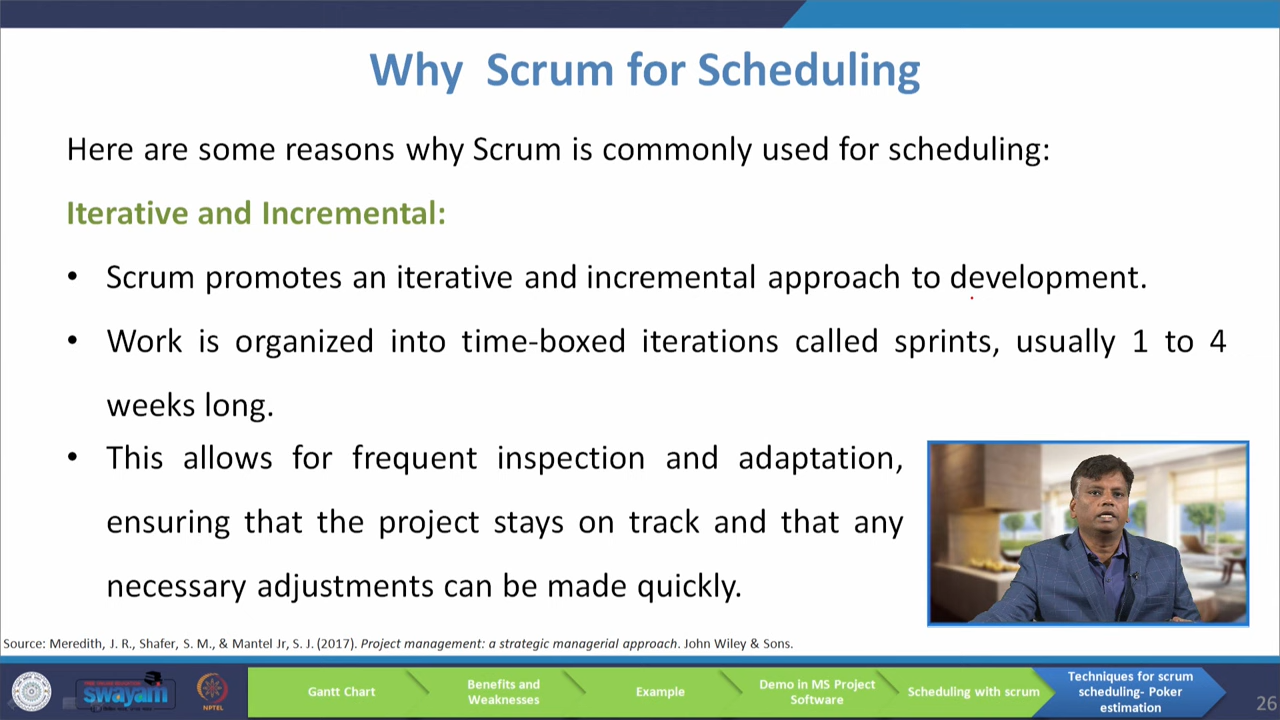 Why Scrum for Scheduling
Here are some reasons why Scrum is commonly used for scheduling:
Iterative and Incremental:
• Scrum promotes an iterative and incremental approach to development.
• Work is organized into time-boxed iterations called sprints, usually 1 to 4
weeks long.
• This allows for frequent inspection and adaptation,
ensuring that the project stays on track and that any
necessary adjustments can be made quickly.
Source: Meredith, J. R., Shafer, S. M., & Mantel Jr, S. J. (2017). Project management: a strategic managerial approach. John Wiley & Sons.
swayam
NPTEL
Gantt Chart
Benefits and
Weaknesses
Example
Demo in MS Project
Software
Scheduling with scrum
Techniques for scrum
scheduling- Poker
estimation
26